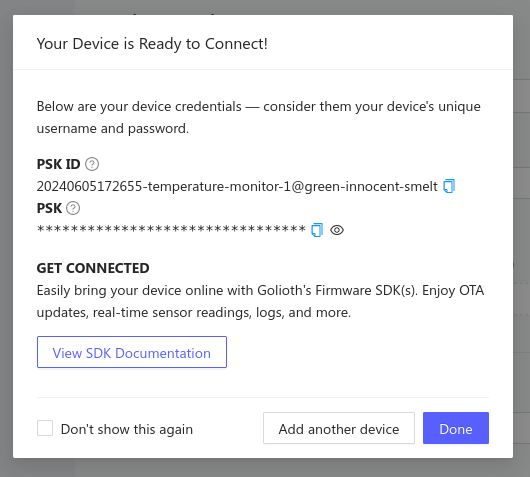 Your Device is Ready to Connect!
Below are your device credentials — consider them your device's unique
username and password.
PSK ID
20240605172655-temperature-monitor-1@green-innocent-smelt
PSK
********************************
GET CONNECTED
Easily bring your device online with Golioth's Firmware SDK(s). Enjoy OTA
updates, real-time sensor readings, logs, and more.
View SDK Documentation
Don't show this again
Add another device
Done